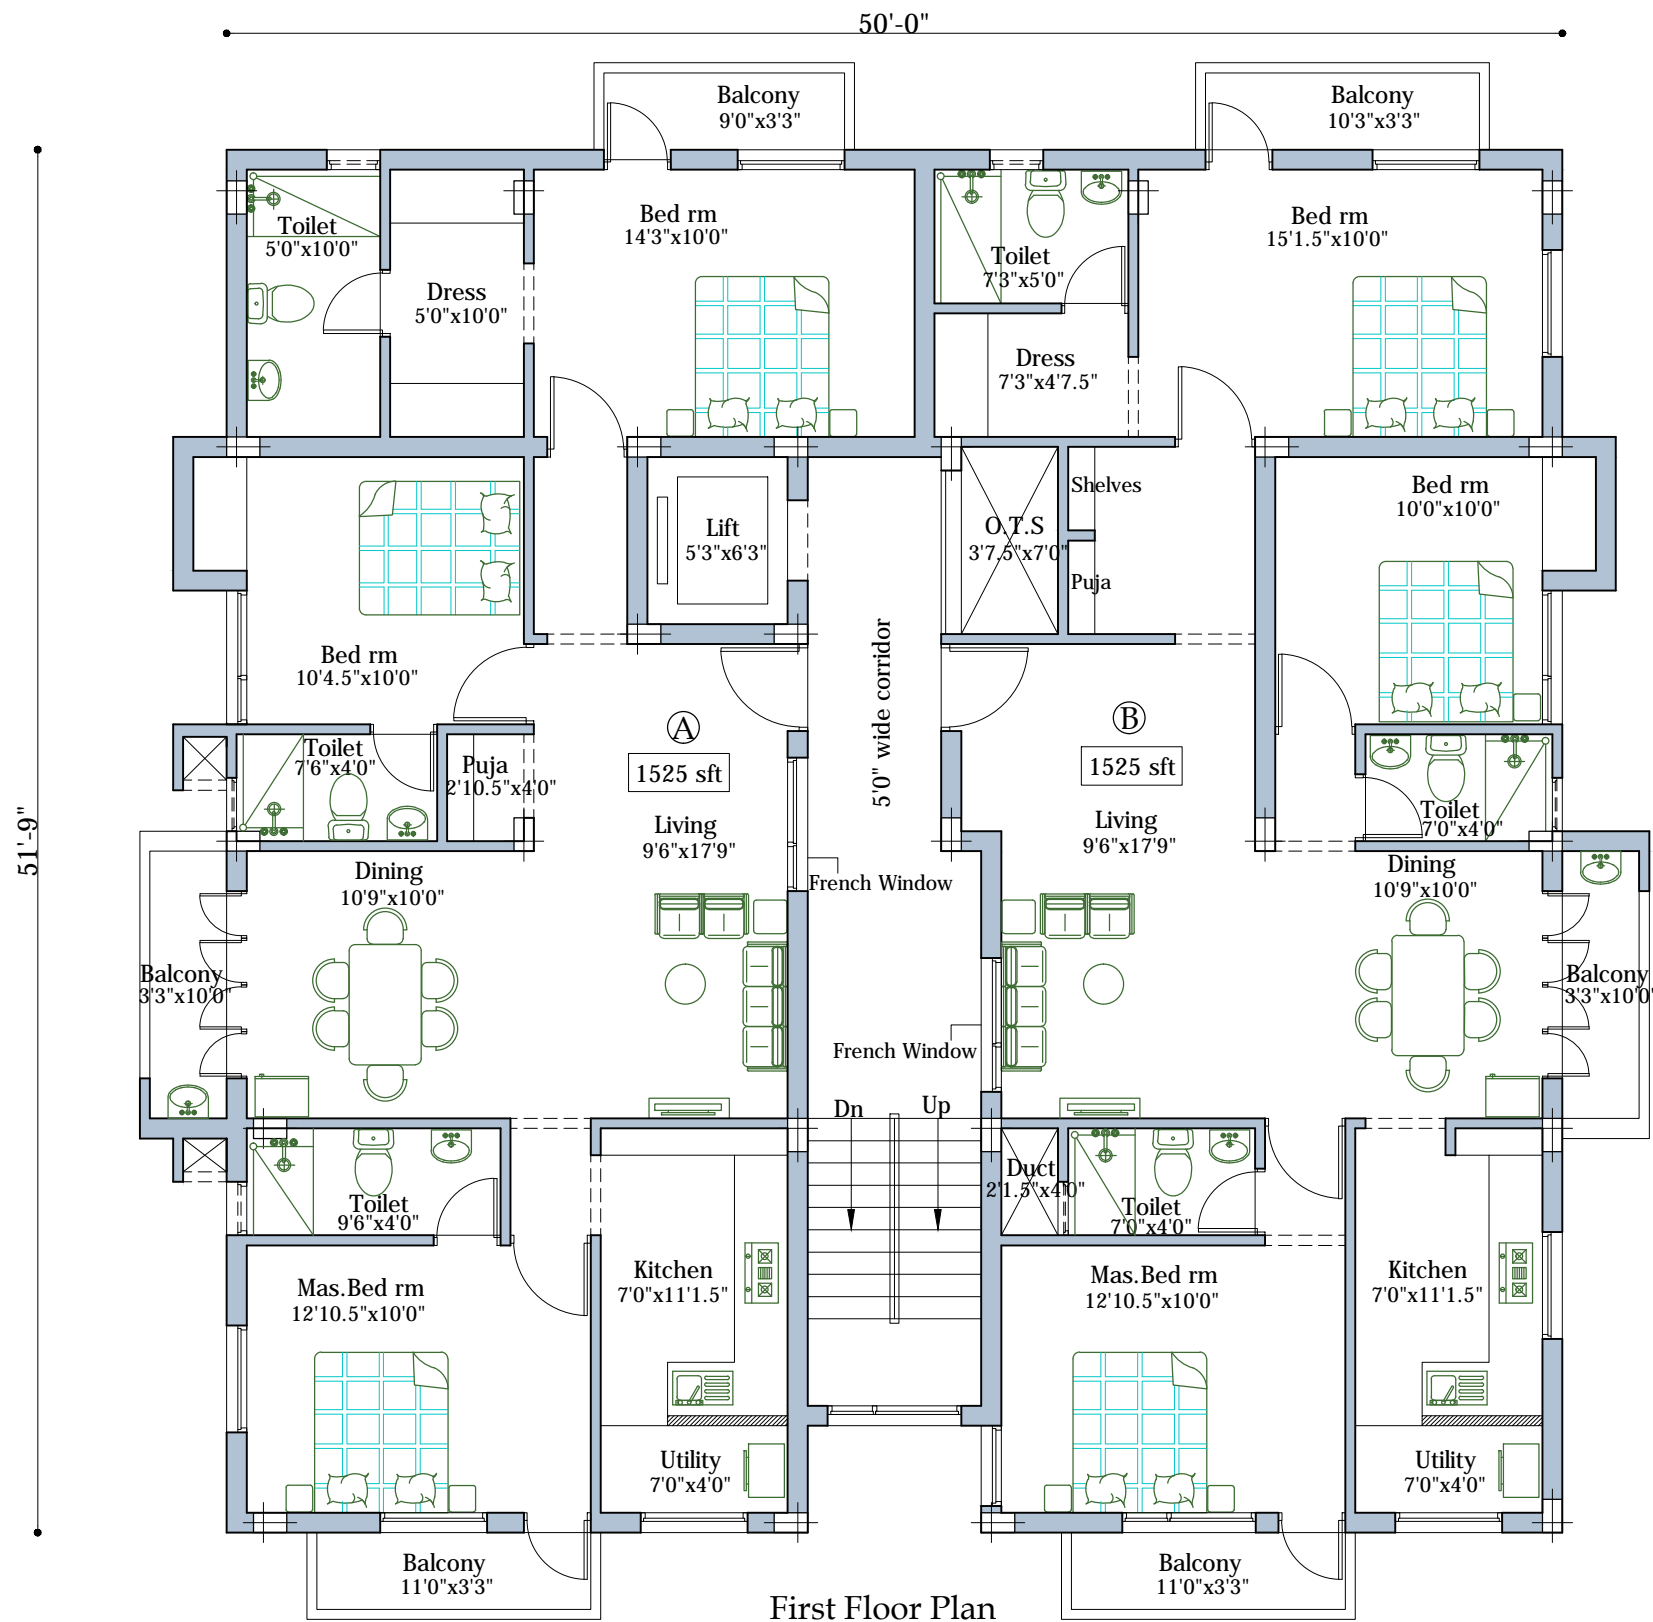 50'-0"
Balcony
9'0"x3'3"
Balcony
10'3"x3'3"
Toilet
5'0"x10'0"
Bed rm
14'3"x10'0"
Toilet
7'3"x5'0"
Bed rm
15'1.5"x10'0"
Dress
5'0"x10'0"
Dress
7'3"x4'7.5"
Lift
5'3"x6'3"
O.T.S
3'7.5"x7'0"
Shelves
Puja
Bed rm
10'0"x10'0"
Bed rm
10'4.5"x10'0"
5'0" wide corridor
A
1525 sft
B
1525 sft
Toilet
7'6"x4'0"
Puja
2'10.5"x4'0"
Living
9'6"x17'9"
Living
9'6"x17'9"
Toilet
7'0"x4'0"
51'-9"
Dining
10'9"x10'0"
French Window
Dining
10'9"x10'0"
Balcony
3'3"x10'0"
Balcony
3'3"x10'0"
French Window
Dn
Up
Toilet
9'6"x4'0"
Duct
2'1.5"x4'0"
Toilet
7'0"x4'0"
Mas.Bed rm
12'10.5"x10'0"
Kitchen
7'0"x11'1.5"
Mas.Bed rm
12'10.5"x10'0"
Kitchen
7'0"x11'1.5"
Utility
7'0"x4'0"
Utility
7'0"x4'0"
Balcony
11'0"x3'3"
Balcony
11'0"x3'3"
First Floor Plan